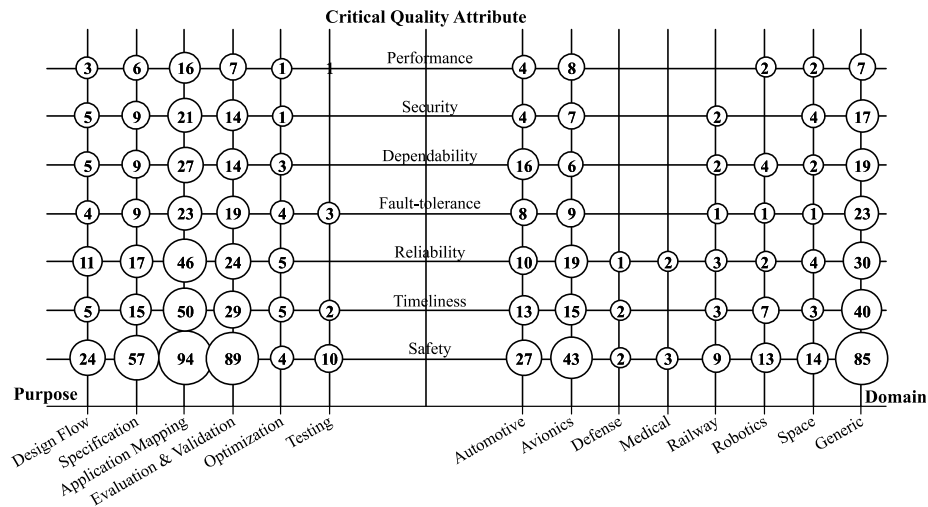 Critical Quality Attribute
3 6 16 7 1 1 Performance 4 8 2 2 7
5 9 21 14 1 Security 4 7 2 4 17
5 9 27 14 3 Dependability 16 6 2 4 2 19
4 9 23 19 4 3 Fault-tolerance 8 9 1 1 1 23
11 17 46 24 5 Reliability 10 19 1 2 3 2 4 30
5 15 50 29 5 2 Timeliness 13 15 2 3 7 3 40
24 57 94 89 4 10 Safety 27 43 2 3 9 13 14 85
Purpose
Domain
Design Flow
Specification
Application Mapping
Evaluation & Validation
Optimization
Testing
Automotive
Avionics
Defense
Medical
Railway
Robotics
Space
Generic